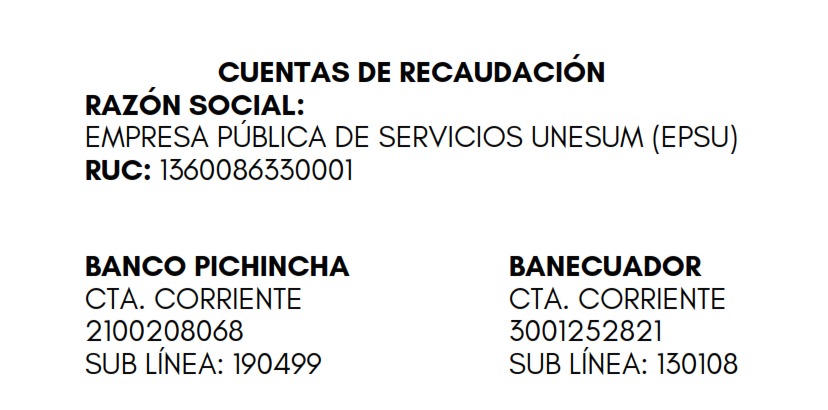 CUENTAS DE RECAUDACIÓN
RAZÓN SOCIAL:
EMPRESA PÚBLICA DE SERVICIOS UNESUM (EPSU)
RUC: 1360086330001
BANCO PICHINCHA
CTA. CORRIENTE
2100208068
SUB LÍNEA: 190499
BANECUADOR
CTA. CORRIENTE
3001252821
SUB LÍNEA: 130108